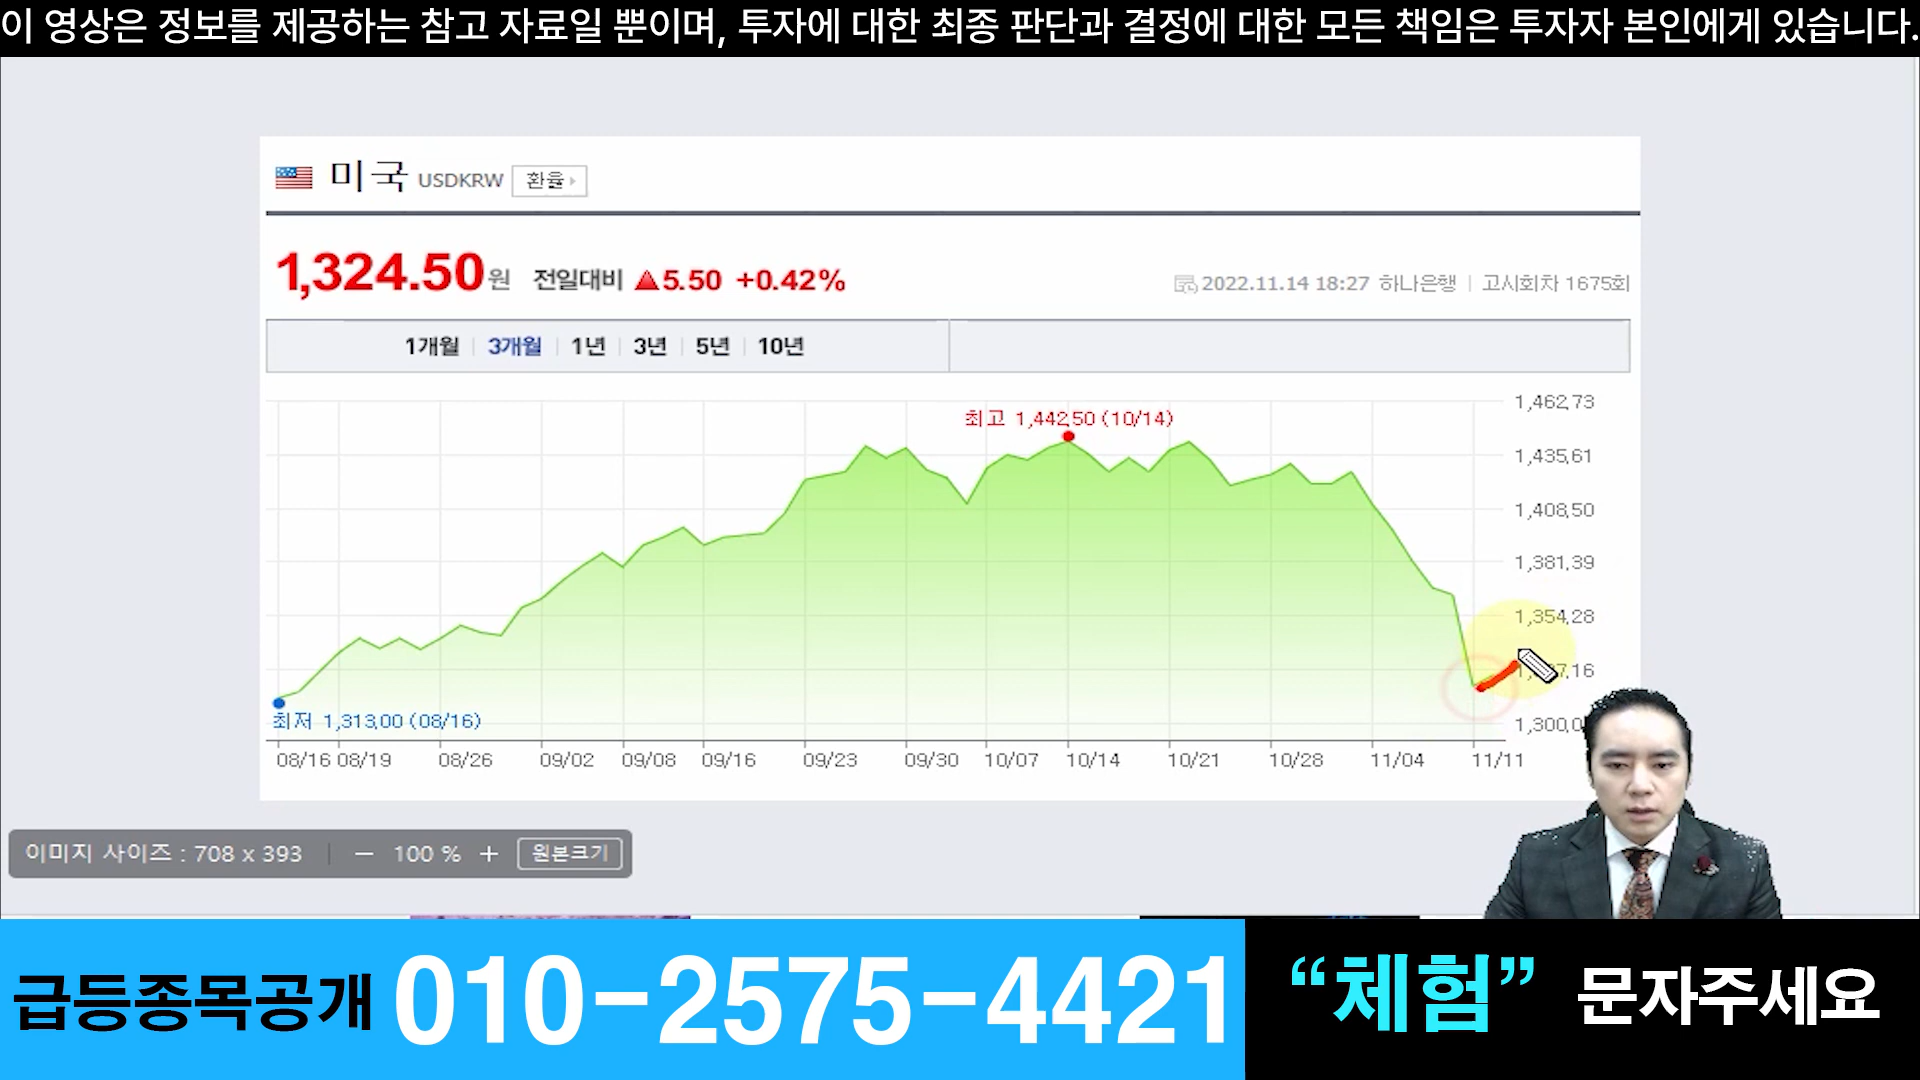 이 영상은 정보를 제공하는 참고 자료일 뿐이며, 투자에 대한 최종 판단과 결정에 대한 모든 책임은 투자자 본인에게 있습니다.
미국 USDKRW 환율
1,324.50원 전일대비 ▲5.50 +0.42%
2022.11.14 18:27 하나은행 | 고시회차 1675회
1개월 | 3개월 | 1년 | 3년 | 5년 | 10년
최고 1,442.50 (10/14)
1,462.73
1,435.61
1,408.50
1,381.39
1,354.28
최저 1,313.00 (08/16)
08/16 08/19 08/26 09/02 09/08 09/16 09/23 09/30 10/07 10/14 10/21 10/28 11/04 11/11
이미지 사이즈 : 708 x 393 | − 100 % + 원본크기
급등종목공개 010-2575-4421 “체험” 문자주세요